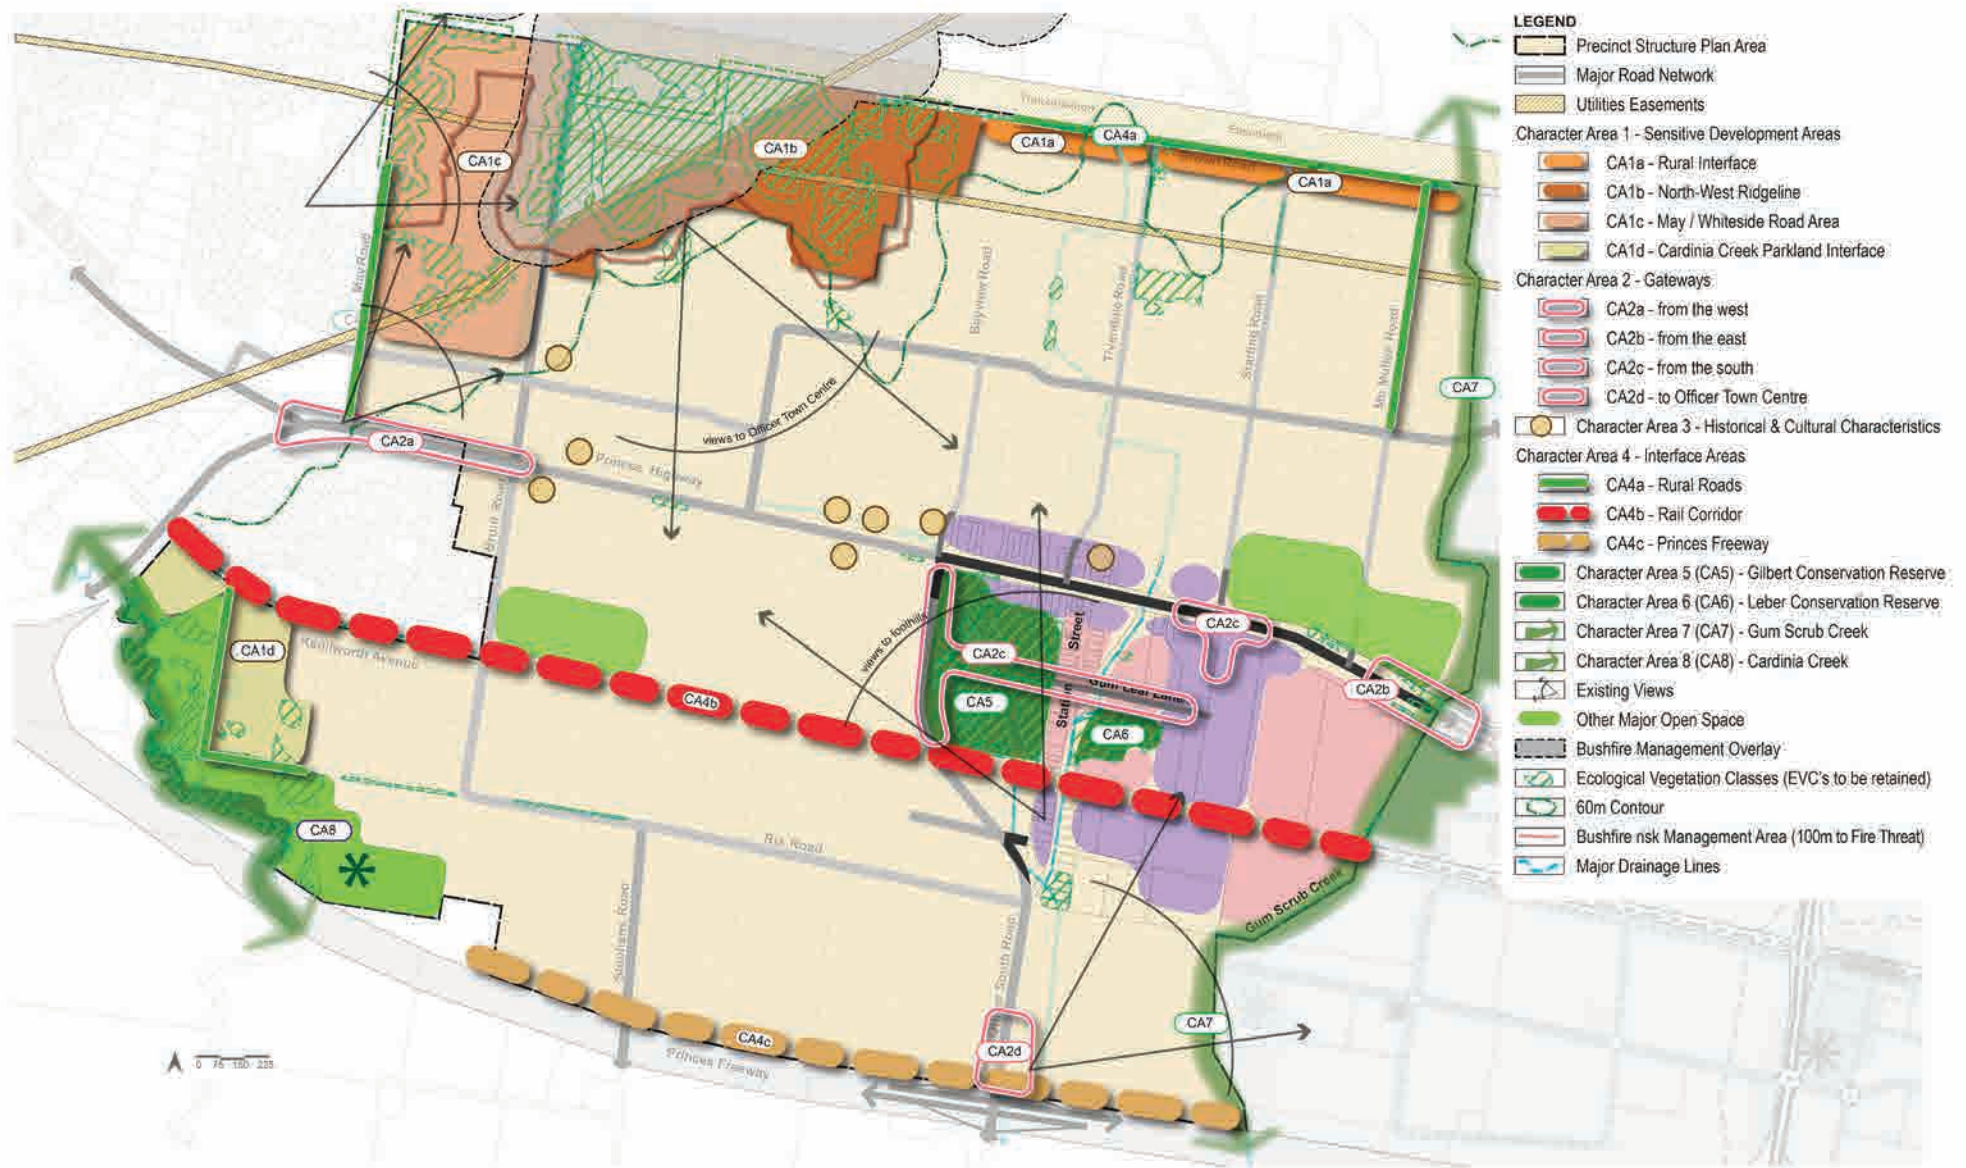 LEGEND
Precinct Structure Plan Area
Major Road Network
Utilities Easements
Character Area 1 - Sensitive Development Areas
CA1a - Rural Interface
CA1b - North-West Ridgeline
CA1c - May / Whiteside Road Area
CA1d - Cardinia Creek Parkland Interface
Character Area 2 - Gateways
CA2a - from the west
CA2b - from the east
CA2c - from the south
CA2d - to Officer Town Centre
Character Area 3 - Historical & Cultural Characteristics
Character Area 4 - Interface Areas
CA4a - Rural Roads
CA4b - Rail Corridor
CA4c - Princes Freeway
Character Area 5 (CA5) - Gilbert Conservation Reserve
Character Area 6 (CA6) - Leber Conservation Reserve
Character Area 7 (CA7) - Gum Scrub Creek
Character Area 8 (CA8) - Cardinia Creek
Existing Views
Other Major Open Space
Bushfire Management Overlay
Ecological Vegetation Classes (EVC's to be retained)
60m Contour
Bushfire risk Management Area (100m to Fire Threat)
Major Drainage Lines
Transmission
Easement
CA1a
CA4a
CA1b
CA1c
CA1a
Brown Road
May Road
Bayview Road
Tivendale Road
Starling Road
Mc Mullen Road
CA7
views to Officer Town Centre
CA2a
Princes Highway
Brunt Road
views to foothills
CA2c
Street
CA2c
CA1d
Kenilworth Avenue
Gum Leaf Lane
CA2b
CA4b
CA5
Station
CA6
CA8
Rix Road
Gum Scrub Creek
Stephens Road
South Road
CA7
CA4c
CA2d
Princes Freeway
0 75 150 225